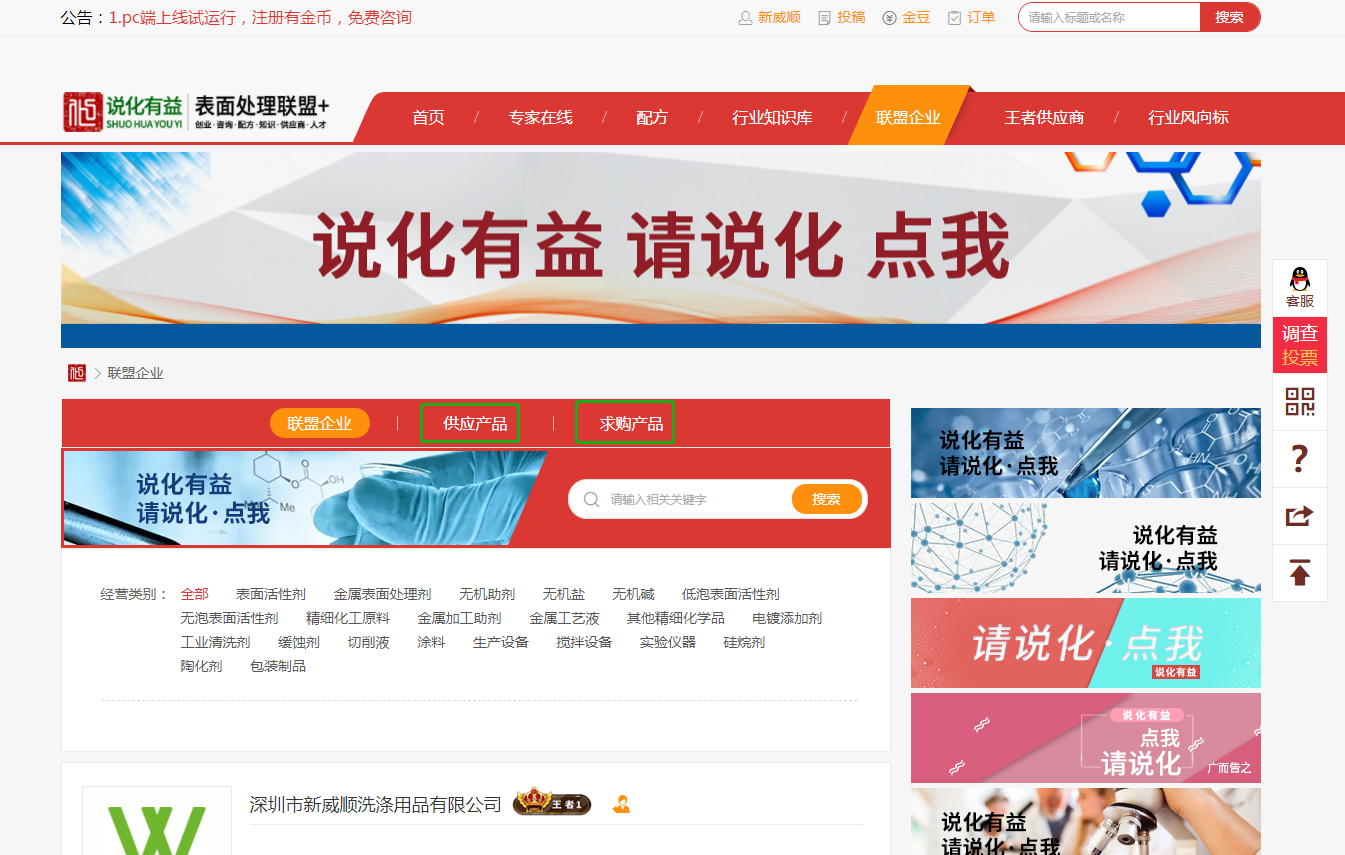 公告：1.pc端上线试运行，注册有金币，免费咨询
新威顺 投稿 金豆 订单 请输入标题或名称 搜索
说化有益 SHUO HUA YOU YI 表面处理联盟+ 创业·咨询·配方·知识·供应商·人才
首页 / 专家在线 / 配方 / 行业知识库 / 联盟企业 王者供应商 / 行业风向标
说化有益 请说化 点我
客服
调查
投票
?
联盟企业
联盟企业 | 供应产品 | 求购产品
说化有益
请说化·点我
OH
Me
请输入相关关键字 搜索
经营类别： 全部 表面活性剂 金属表面处理剂 无机助剂 无机盐 无机碱 低泡表面活性剂
无泡表面活性剂 精细化工原料 金属加工助剂 金属工艺液 其他精细化学品 电镀添加剂
工业清洗剂 缓蚀剂 切削液 涂料 生产设备 搅拌设备 实验仪器 硅烷剂
陶化剂 包装制品
深圳市新威顺洗涤用品有限公司 王者1
说化有益
请说化·点我
HN
说化有益
请说化·点我
请说化·点我
说化有益
说化有益
点我
请说化
广而告之
说化有益
请说化·点我